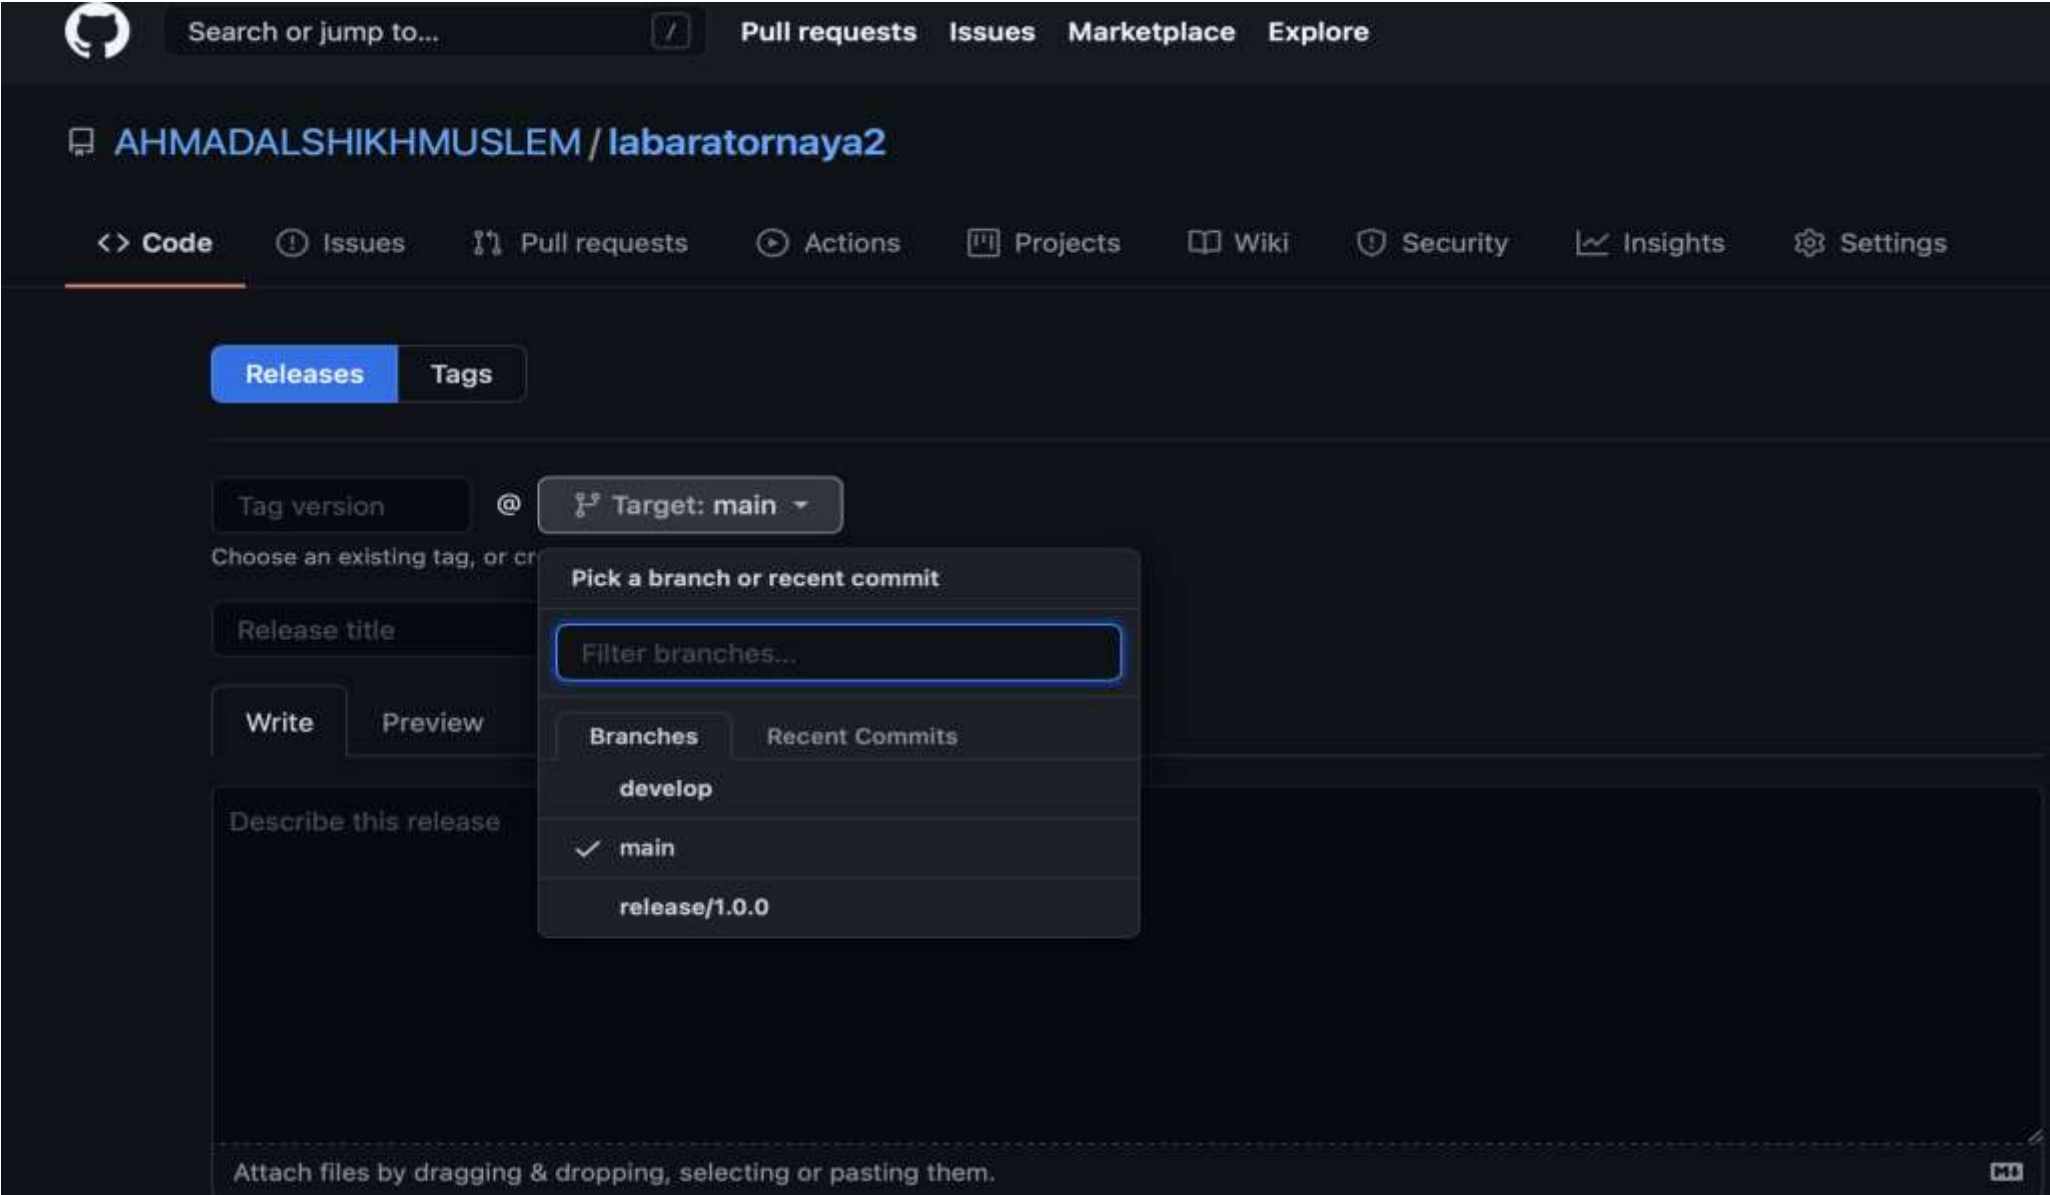 Search or jump to... / Pull requests Issues Marketplace Explore
AHMADALSHIKHMUSLEM / labaratornaya2
<> Code Issues Pull requests Actions Projects Wiki Security Insights Settings
Releases Tags
Tag version @ Target: main
Choose an existing tag, or cr
Pick a branch or recent commit
Release title
Filter branches...
Write Preview
Branches Recent Commits
develop
Describe this release
main
release/1.0.0
Attach files by dragging & dropping, selecting or pasting them.